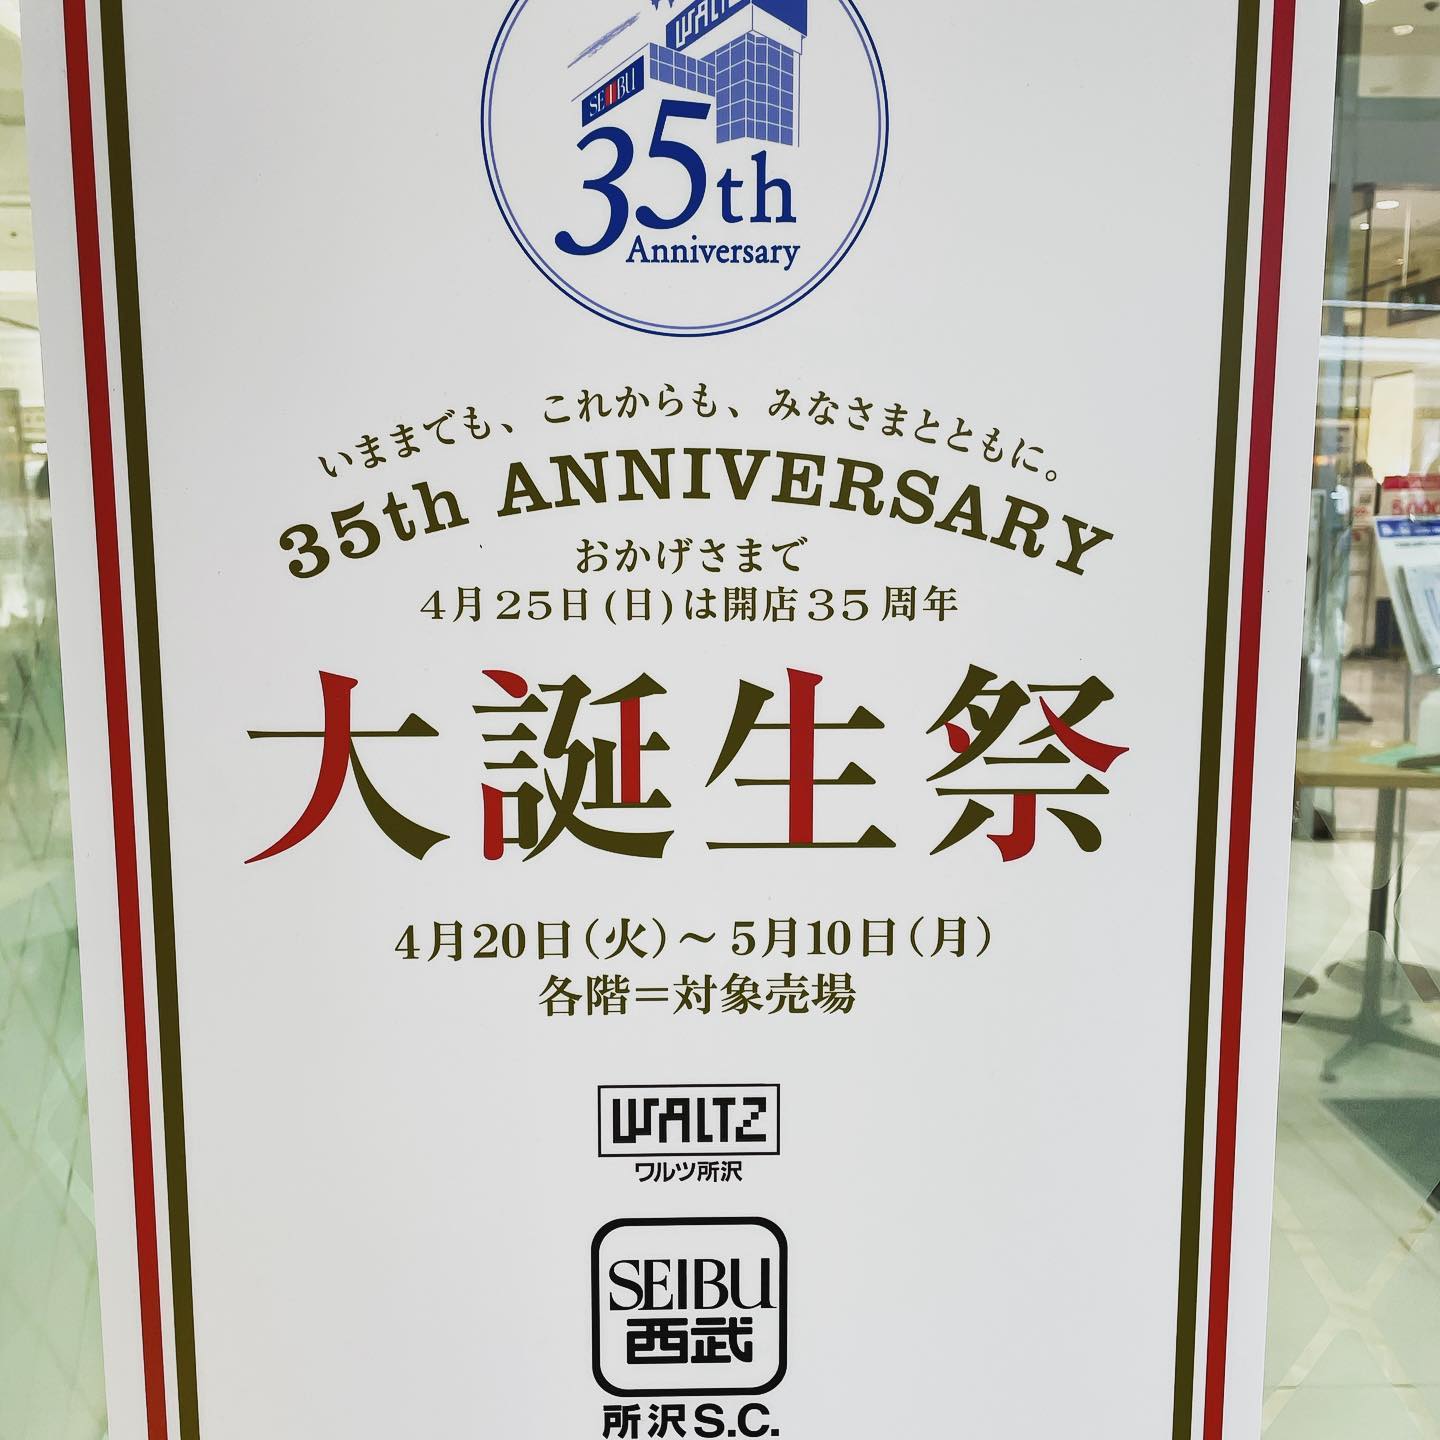 WALTZ
SEIBU
35th
Anniversary
いままでも、これからも、みなさまとともに。
35th ANNIVERSARY
おかげさまで
4月25日(日)は開店35周年
大誕生祭
4月20日(火)～5月10日(月)
各階=対象売場
WALTZ
ワルツ所沢
SEIBU
西武
所沢S.C.